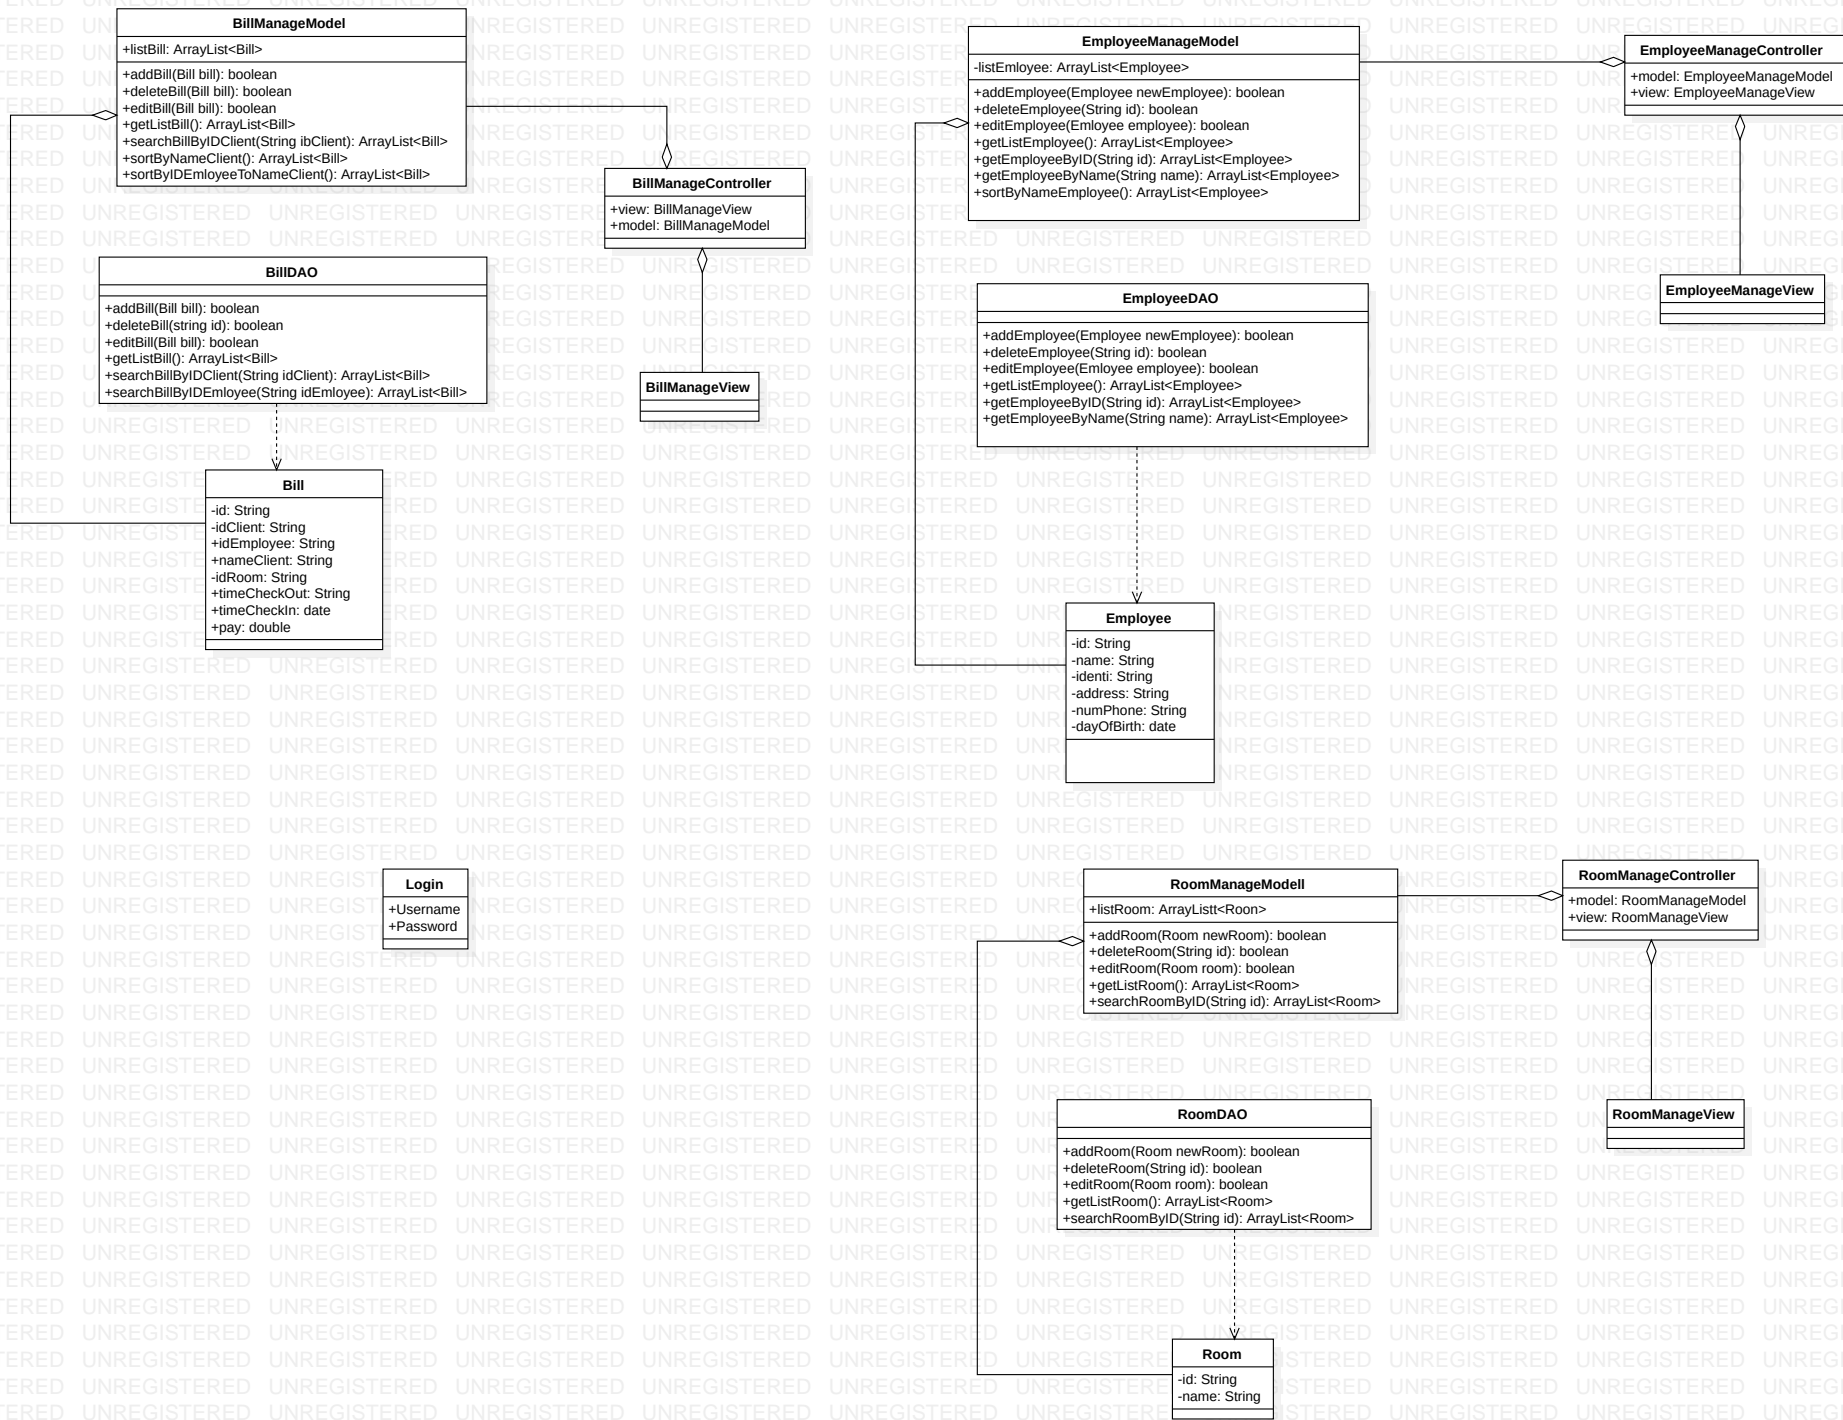 BillManageModel
+listBill: ArrayList<Bill>
+addBill(Bill bill): boolean
+deleteBill(Bill bill): boolean
+editBill(Bill bill): boolean
+getListBill(): ArrayList<Bill>
+searchBillByIDClient(String ibClient): ArrayList<Bill>
+sortByNameClient(): ArrayList<Bill>
+sortByIDEmloyeeToNameClient(): ArrayList<Bill>
BillManageController
+view: BillManageView
+model: BillManageModel
BillDAO
+addBill(Bill bill): boolean
+deleteBill(string id): boolean
+editBill(Bill bill): boolean
+getListBill(): ArrayList<Bill>
+searchBillByIDClient(String idClient): ArrayList<Bill>
+searchBillByIDEmloyee(String idEmloyee): ArrayList<Bill>
BillManageView
Bill
-id: String
-idClient: String
+idEmployee: String
+nameClient: String
-idRoom: String
+timeCheckOut: String
+timeCheckIn: date
+pay: double
EmployeeManageModel
-listEmloyee: ArrayList<Employee>
+addEmployee(Employee newEmployee): boolean
+deleteEmployee(String id): boolean
+editEmployee(Emloyee employee): boolean
+getListEmployee(): ArrayList<Employee>
+getEmployeeByID(String id): ArrayList<Employee>
+getEmployeeByName(String name): ArrayList<Employee>
+sortByNameEmployee(): ArrayList<Employee>
EmployeeManageController
+model: EmployeeManageModel
+view: EmployeeManageView
EmployeeManageView
EmployeeDAO
+addEmployee(Employee newEmployee): boolean
+deleteEmployee(String id): boolean
+editEmployee(Emloyee employee): boolean
+getListEmployee(): ArrayList<Employee>
+getEmployeeByID(String id): ArrayList<Employee>
+getEmployeeByName(String name): ArrayList<Employee>
Employee
-id: String
-name: String
-identi: String
-address: String
-numPhone: String
-dayOfBirth: date
Login
+Username
+Password
RoomManageModell
+listRoom: ArrayListt<Roon>
+addRoom(Room newRoom): boolean
+deleteRoom(String id): boolean
+editRoom(Room room): boolean
+getListRoom(): ArrayList<Room>
+searchRoomByID(String id): ArrayList<Room>
RoomManageController
+model: RoomManageModel
+view: RoomManageView
RoomDAO
+addRoom(Room newRoom): boolean
+deleteRoom(String id): boolean
+editRoom(Room room): boolean
+getListRoom(): ArrayList<Room>
+searchRoomByID(String id): ArrayList<Room>
RoomManageView
Room
-id: String
-name: String
UNREGISTERED